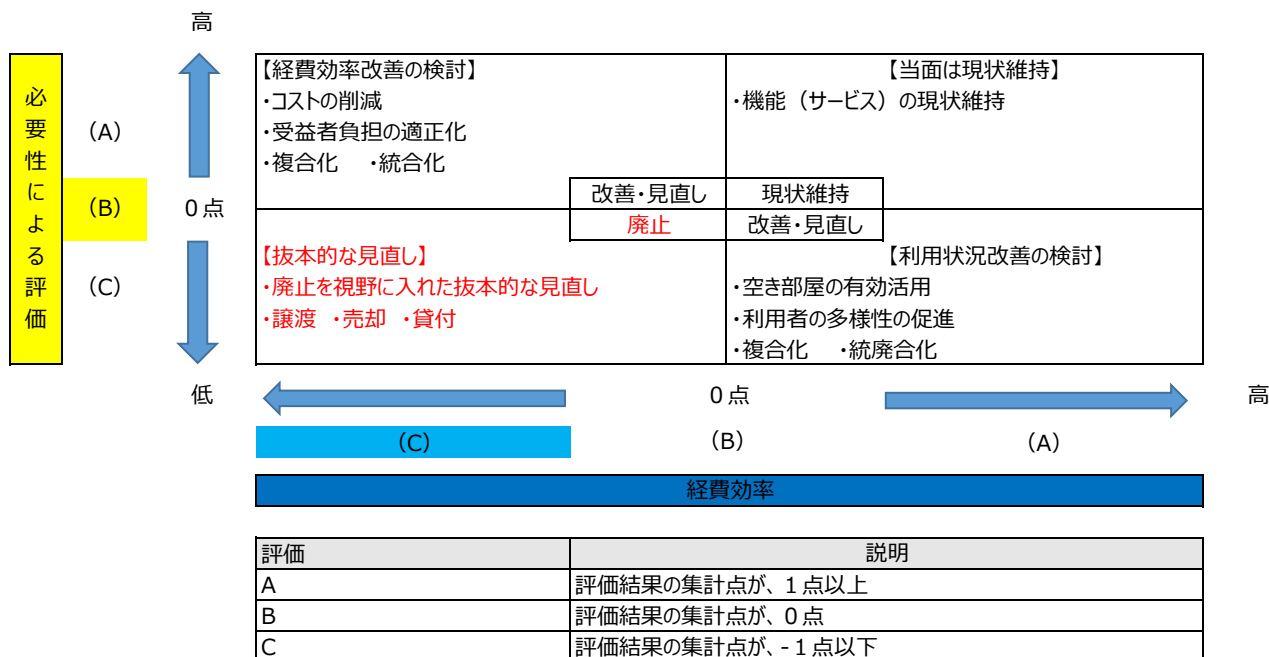 高
必要性による評価
(A)
(B)
(C)
0点
低
【経費効率改善の検討】
・コストの削減
・受益者負担の適正化
・複合化　・統合化
【当面は現状維持】
・機能（サービス）の現状維持
改善・見直し
現状維持
廃止
改善・見直し
【抜本的な見直し】
・廃止を視野に入れた抜本的な見直し
・譲渡 ・売却 ・貸付
【利用状況改善の検討】
・空き部屋の有効活用
・利用者の多様性の促進
・複合化　・統廃合化
0点
高
(C)
(B)
(A)
経費効率
評価
説明
A
評価結果の集計点が、１点以上
B
評価結果の集計点が、０点
C
評価結果の集計点が、-１点以下